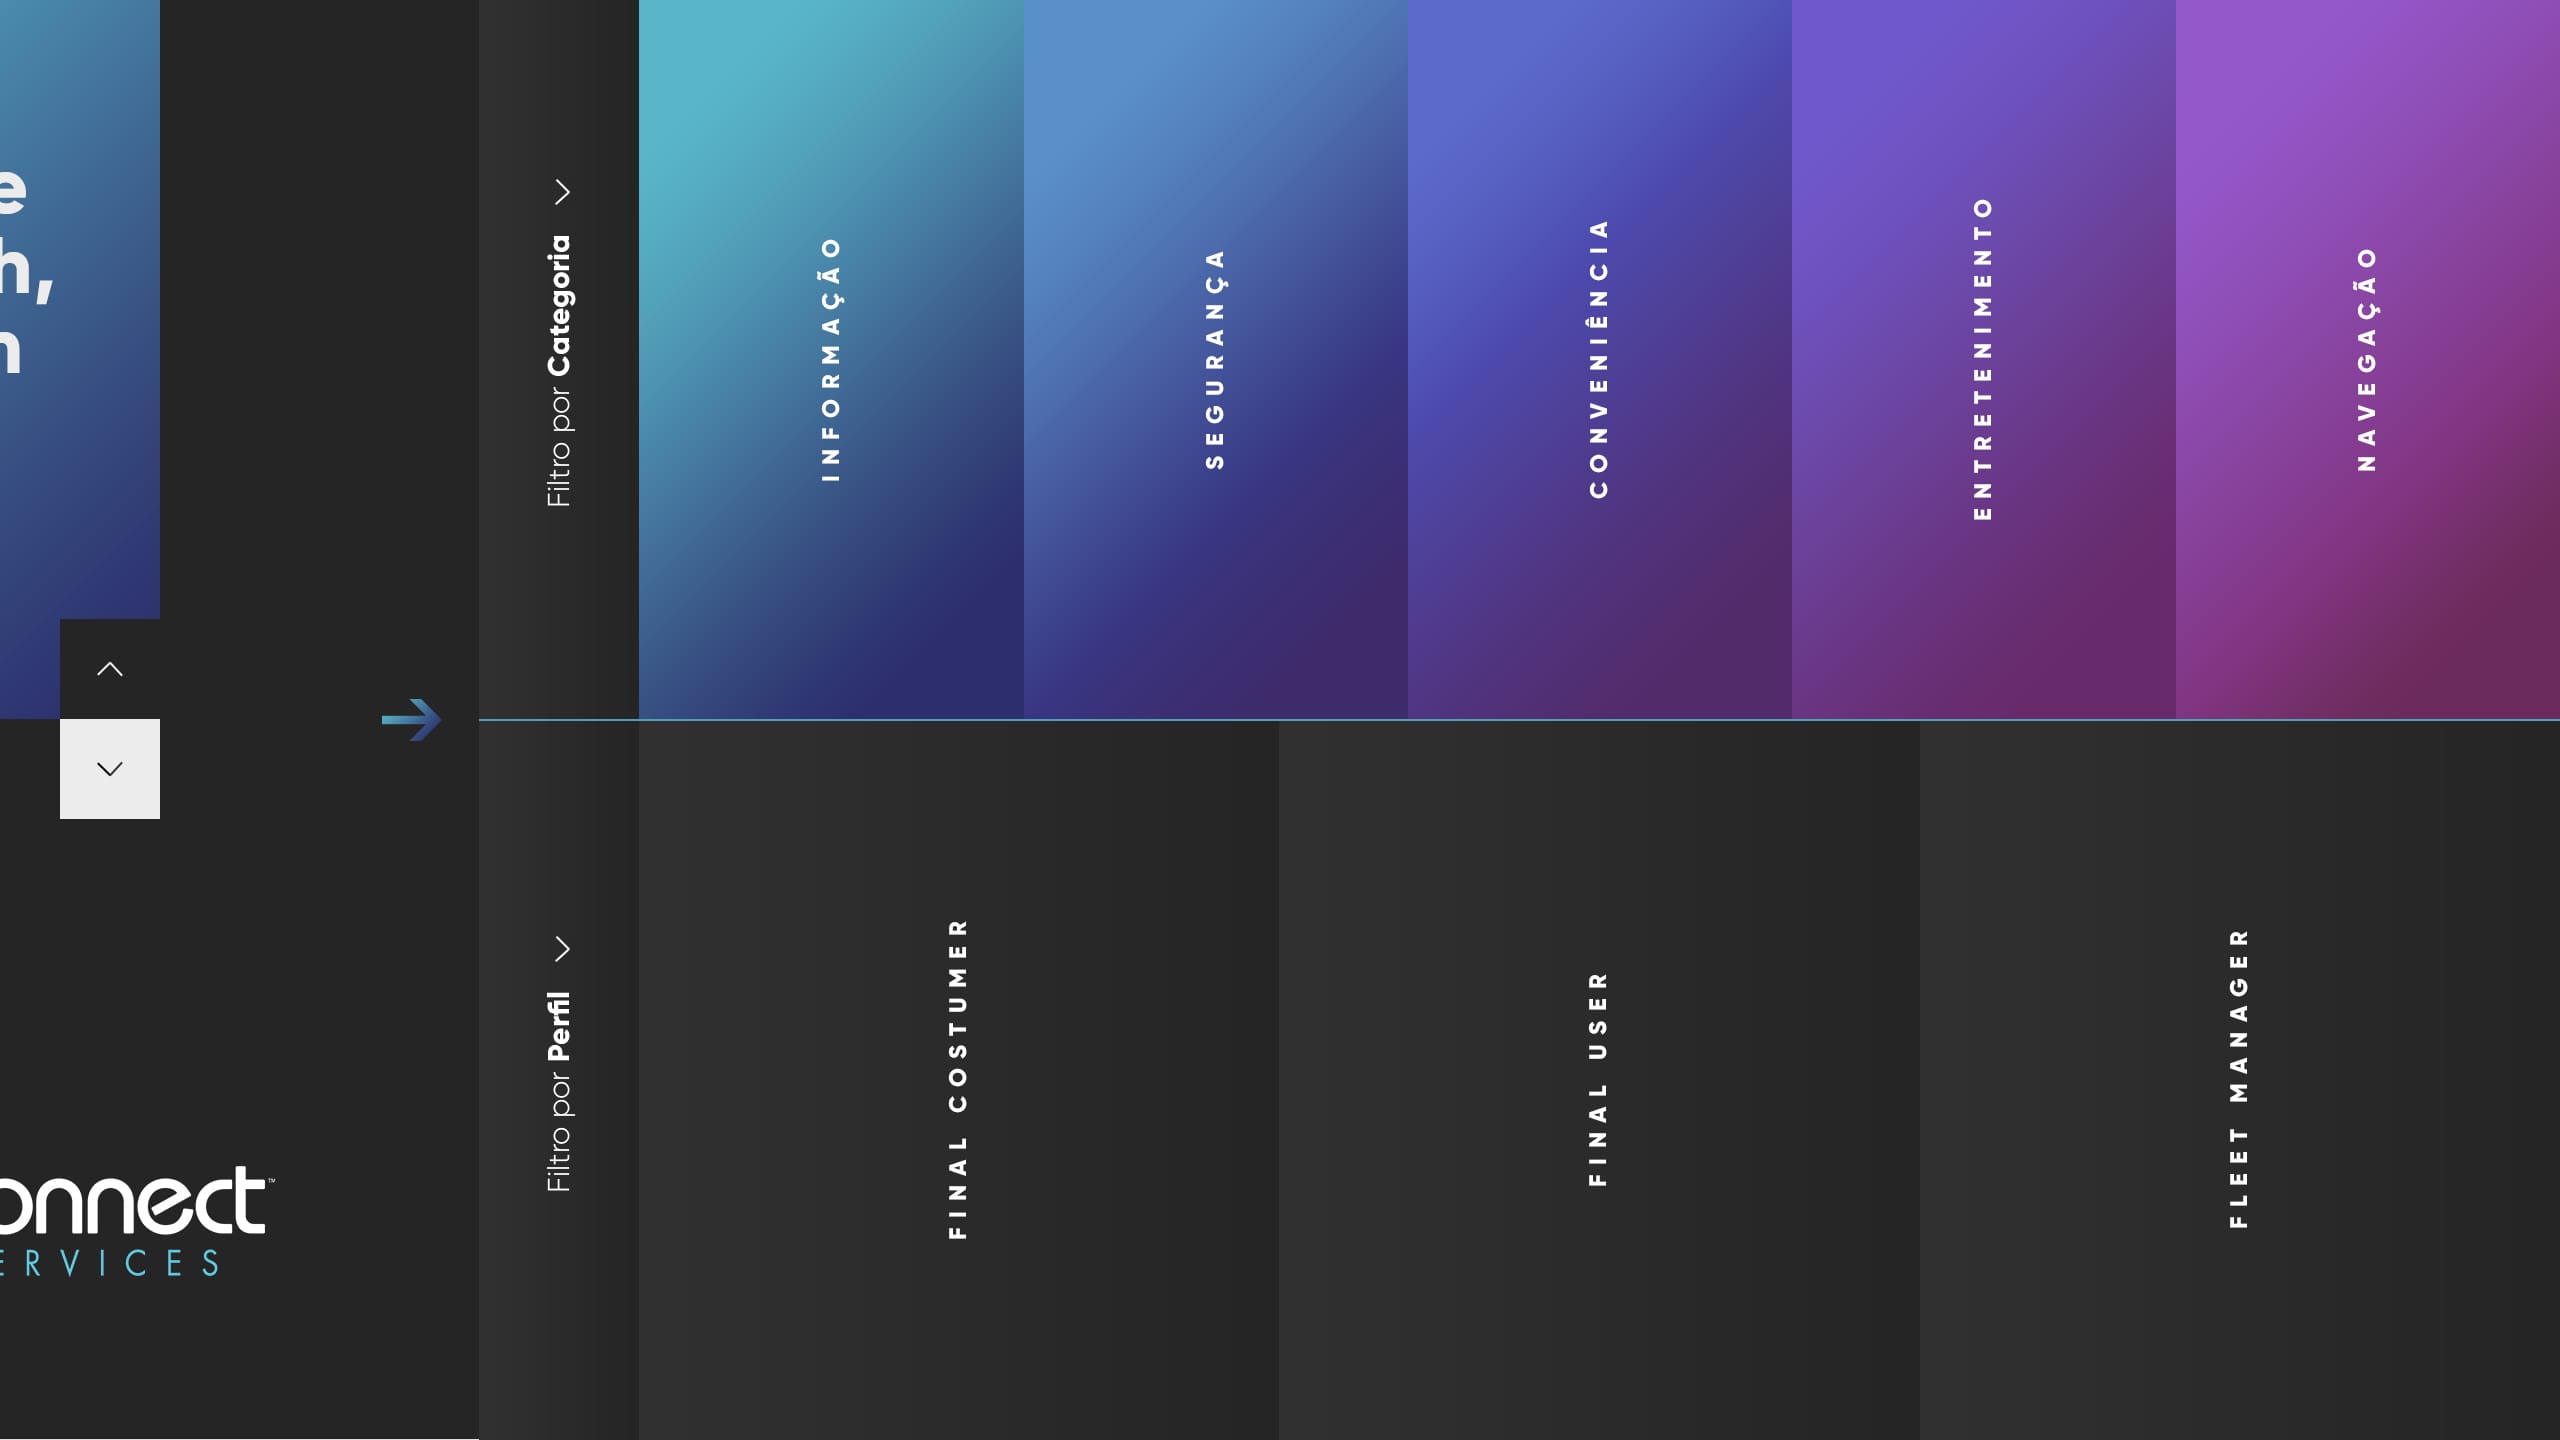 Filtro por Categoria
INFORMAÇÃO
SEGURANÇA
CONVENIÊNCIA
ENTRETENIMENTO
NAVEGAÇÃO
Filtro por Perfil
FINAL COSTUMER
FINAL USER
FLEET MANAGER
onnect™
ERVICES